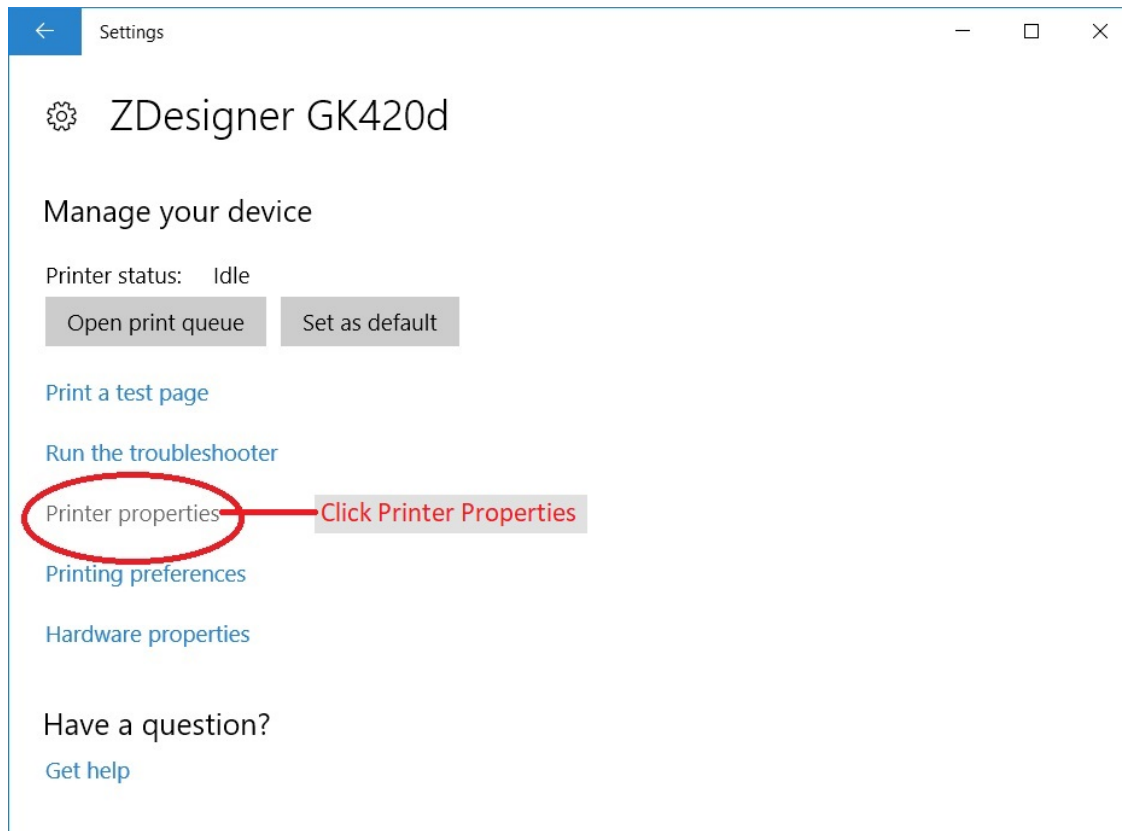 Settings
ZDesigner GK420d
Manage your device
Printer status: Idle
Open print queue Set as default
Print a test page
Run the troubleshooter
Printer properties Click Printer Properties
Printing preferences
Hardware properties
Have a question?
Get help